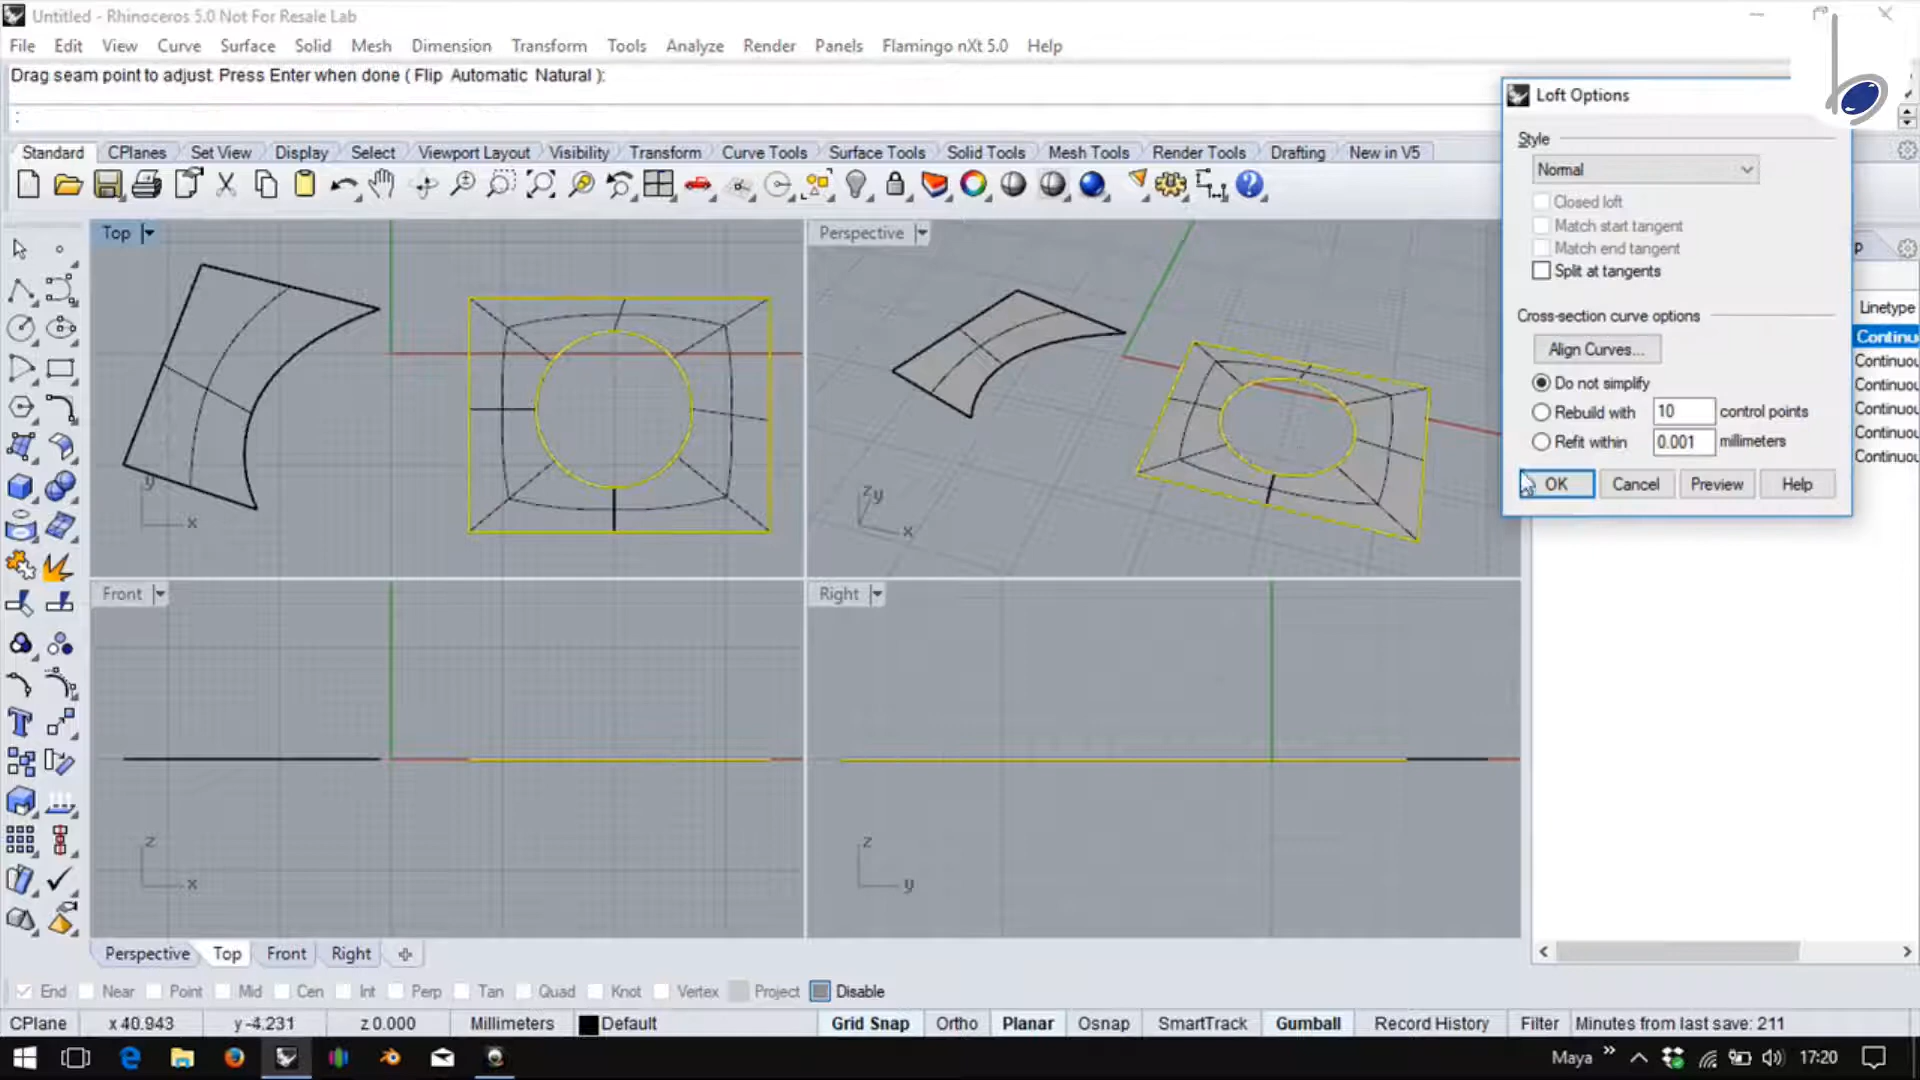 Untitled - Rhinoceros 5.0 Not For Resale Lab
File Edit View Curve Surface Solid Mesh Dimension Transform Tools Analyze Render Panels Flamingo nXt 5.0 Help
Drag seam point to adjust. Press Enter when done ( Flip Automatic Natural ):
:
Standard CPlanes Set View Display Select Viewport Layout Visibility Transform Curve Tools Surface Tools Solid Tools Mesh Tools Render Tools Drafting New in V5
Loft Options
Style
Normal
Closed loft
Match start tangent
Match end tangent
Split at tangents
Cross-section curve options
Align Curves...
Do not simplify
Rebuild with 10 control points
Refit within 0.001 millimeters
OK Cancel Preview Help
p
Linetype
Continu
Continuou
Continuou
Continuou
Continuou
Continuou
Top
y
x
Perspective
z y
x
Front
z
x
Right
z
y
Perspective Top Front Right
End Near Point Mid Cen Int Perp Tan Quad Knot Vertex Project Disable
CPlane x 40.943 y -4.231 z 0.000 Millimeters Default Grid Snap Ortho Planar Osnap SmartTrack Gumball Record History Filter Minutes from last save: 211
Maya » 17:20